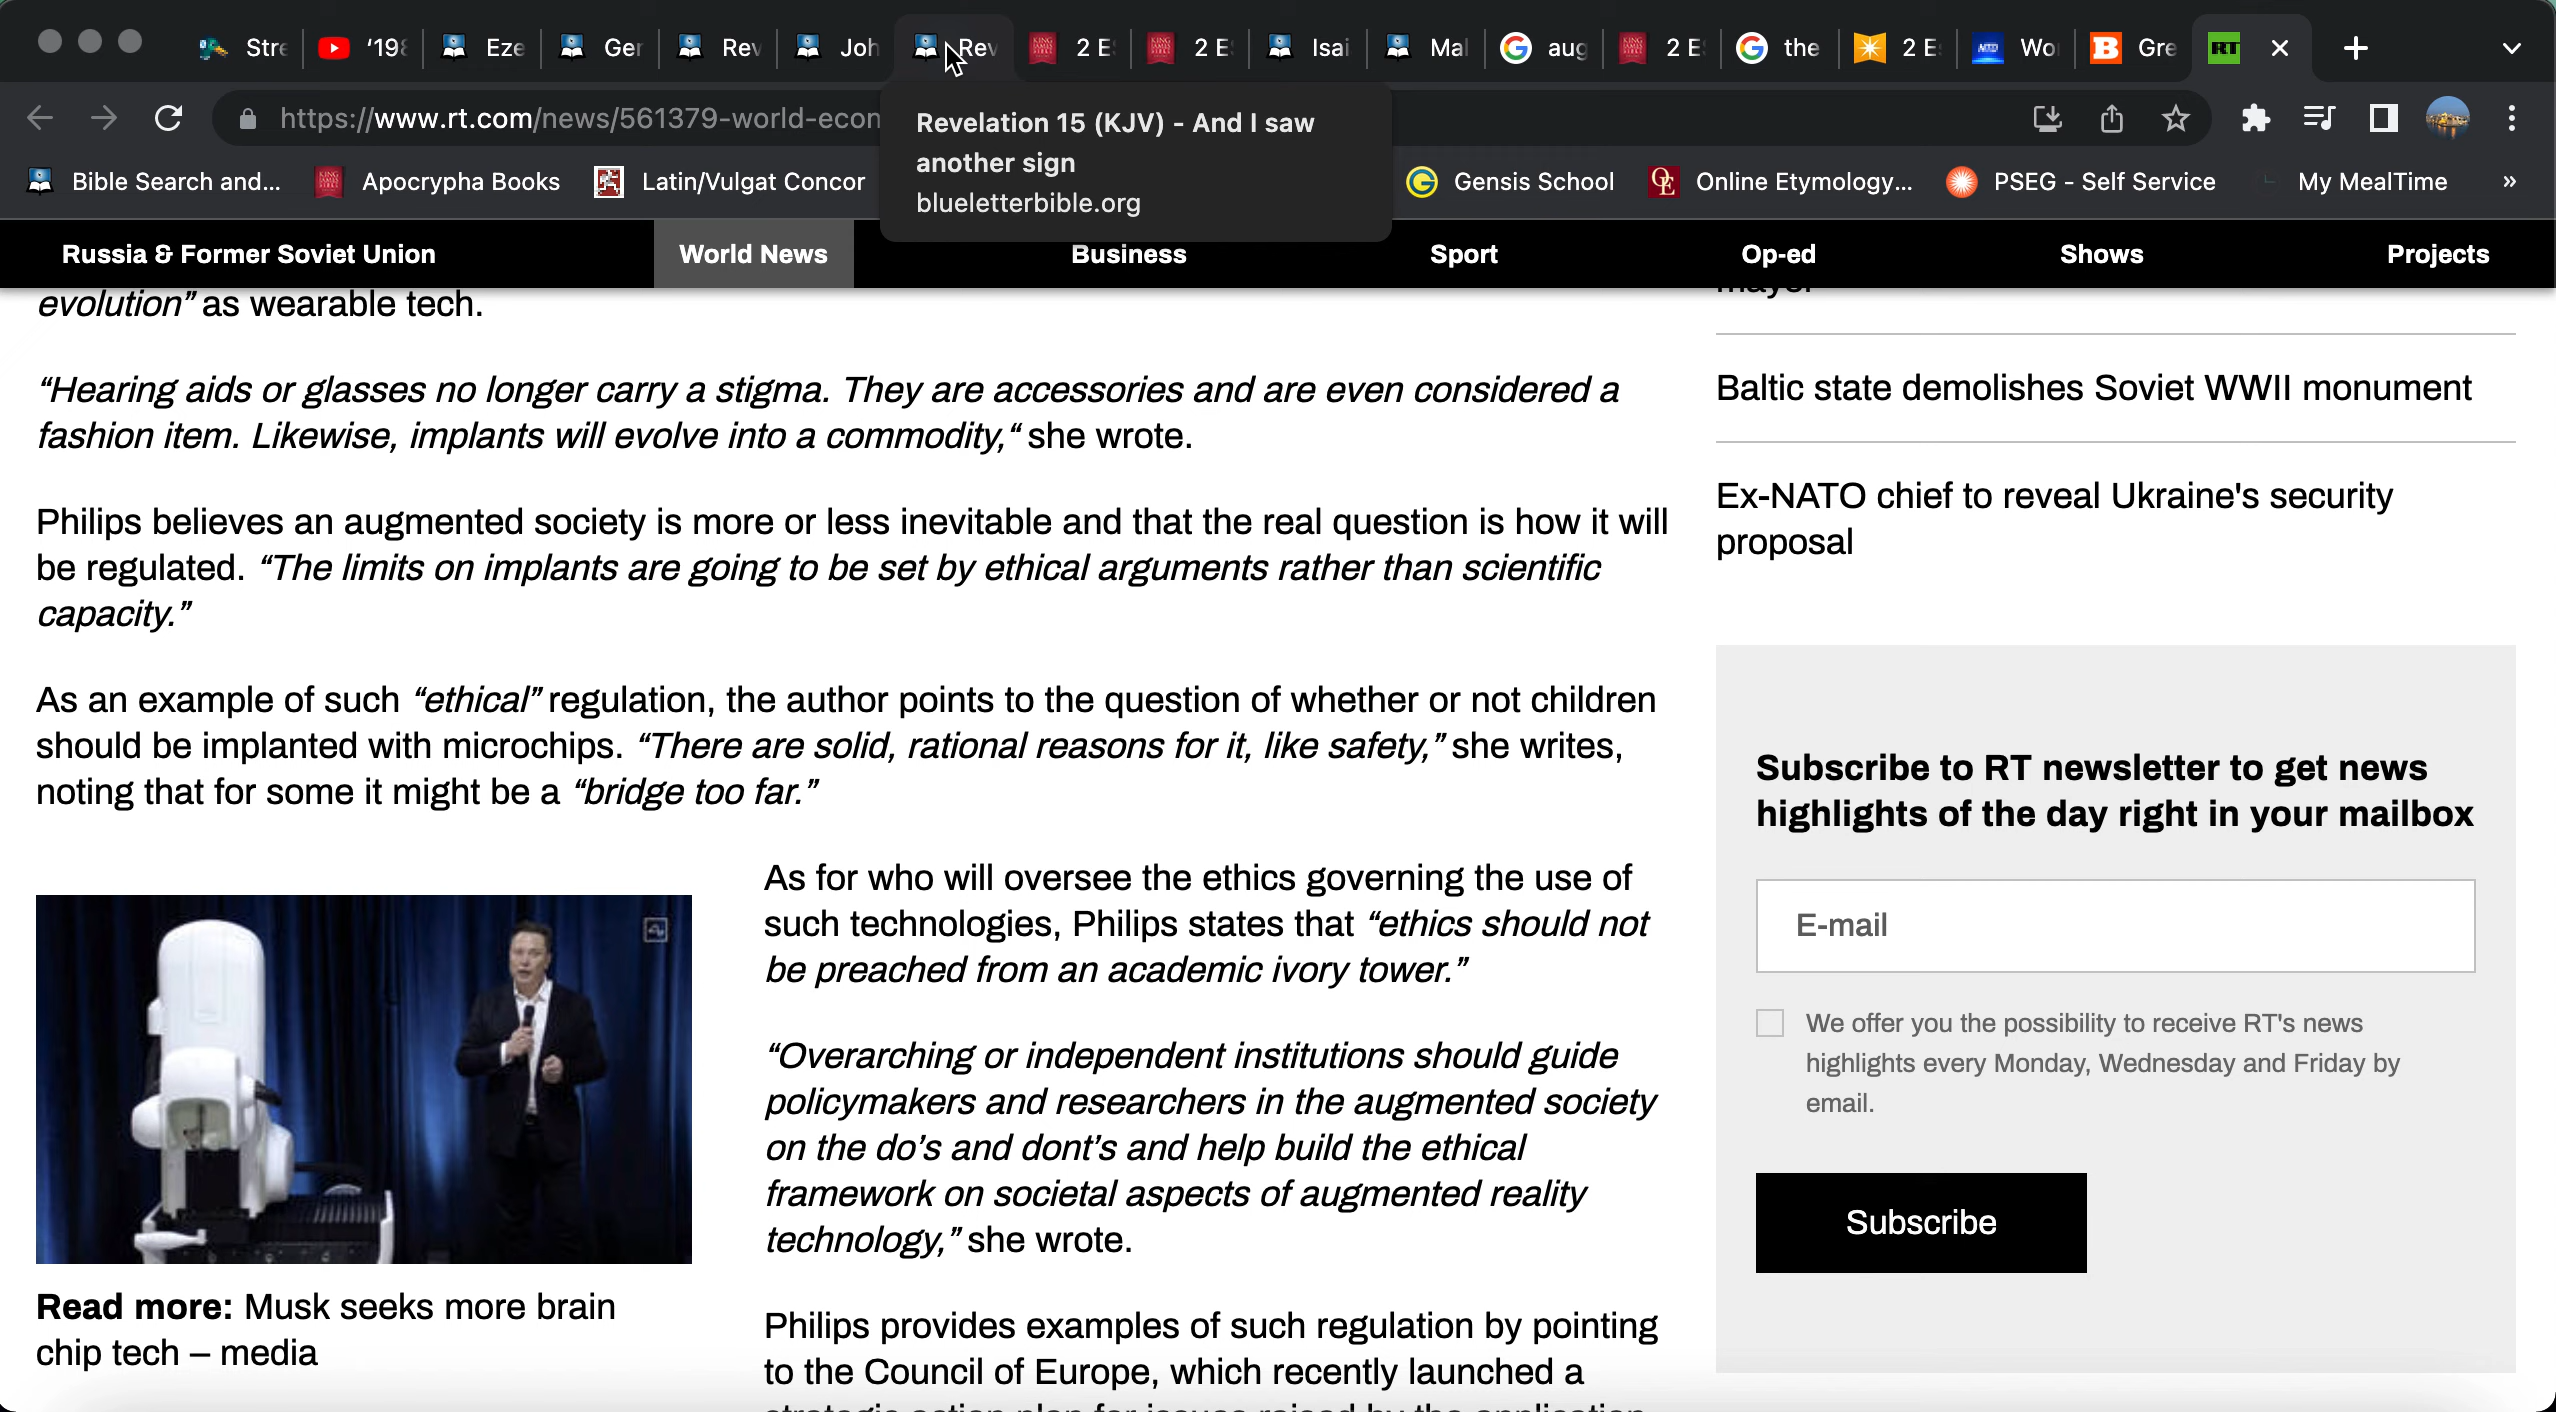 Stre
'198
Eze
Ger
Rev
Joh
Rev
2 E
2 E
Isai
Mal
aug
2 E
the
2 E
Wo
Gre
RT
https://www.rt.com/news/561379-world-econ
Revelation 15 (KJV) - And I saw
another sign
blueletterbible.org
Bible Search and...
Apocrypha Books
Latin/Vulgat Concor
Gensis School
Online Etymology...
PSEG - Self Service
My MealTime
»
Russia & Former Soviet Union
World News
Business
Sport
Op-ed
Shows
Projects
evolution” as wearable tech.
“Hearing aids or glasses no longer carry a stigma. They are accessories and are even considered a
fashion item. Likewise, implants will evolve into a commodity,“ she wrote.
Philips believes an augmented society is more or less inevitable and that the real question is how it will
be regulated. “The limits on implants are going to be set by ethical arguments rather than scientific
capacity.”
As an example of such “ethical” regulation, the author points to the question of whether or not children
should be implanted with microchips. “There are solid, rational reasons for it, like safety,” she writes,
noting that for some it might be a “bridge too far.”
Read more: Musk seeks more brain
chip tech – media
As for who will oversee the ethics governing the use of
such technologies, Philips states that “ethics should not
be preached from an academic ivory tower.”
“Overarching or independent institutions should guide
policymakers and researchers in the augmented society
on the do’s and dont’s and help build the ethical
framework on societal aspects of augmented reality
technology,” she wrote.
Philips provides examples of such regulation by pointing
to the Council of Europe, which recently launched a
strategic action plan for issues raised by the application
mayor
Baltic state demolishes Soviet WWII monument
Ex-NATO chief to reveal Ukraine's security
proposal
Subscribe to RT newsletter to get news
highlights of the day right in your mailbox
E-mail
We offer you the possibility to receive RT's news
highlights every Monday, Wednesday and Friday by
email.
Subscribe